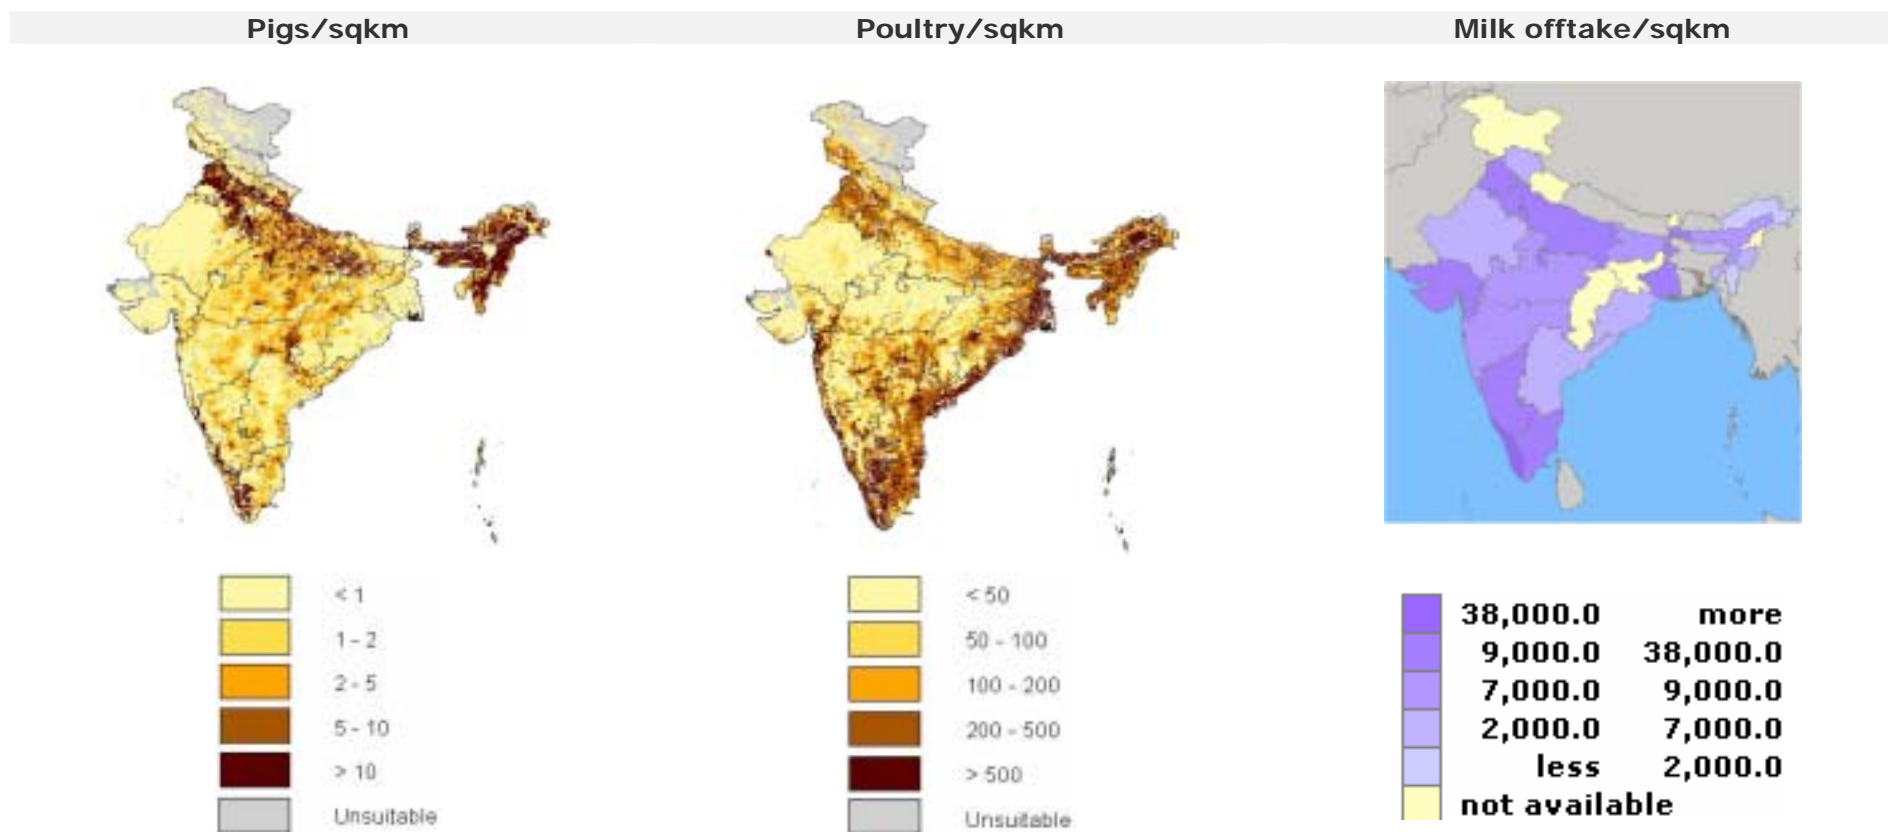 Pigs/sqkm
Poultry/sqkm
Milk offtake/sqkm
< 1
1 - 2
2 - 5
5 - 10
> 10
Unsuitable
< 50
50 - 100
100 - 200
200 - 500
> 500
Unsuitable
38,000.0 more
9,000.0 38,000.0
7,000.0 9,000.0
2,000.0 7,000.0
less 2,000.0
not available